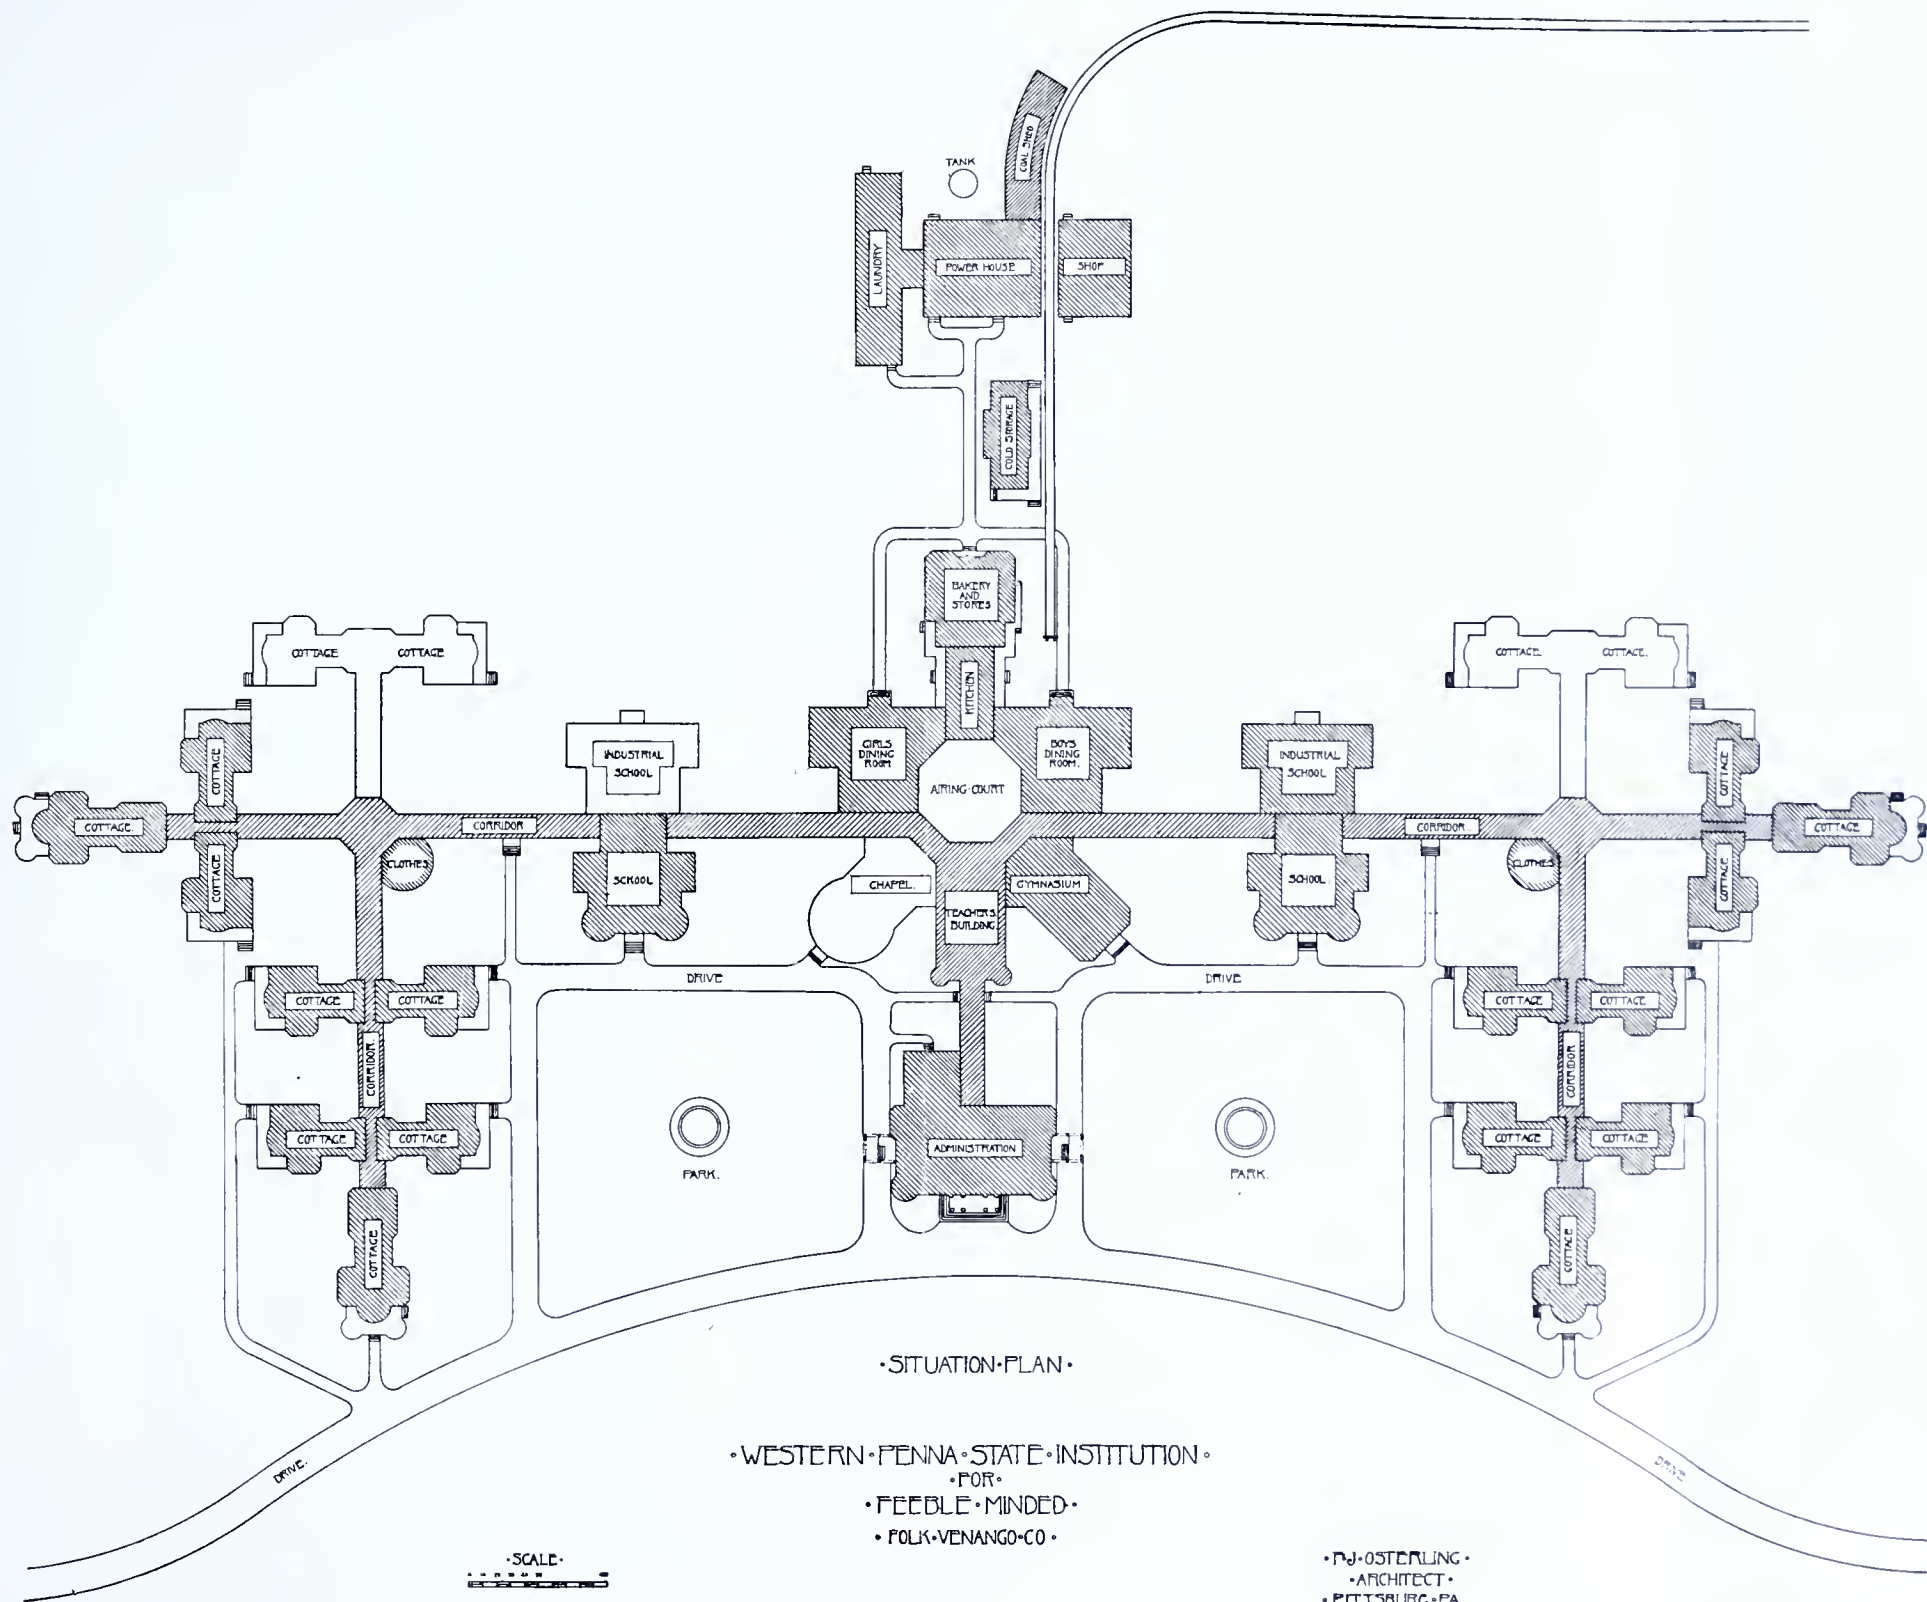 TANK
COAL SHED
LAUNDRY
POWER HOUSE
SHOP
COLD STORAGE
BAKERY
AND
STORES
KITCHEN
COTTAGE
COTTAGE
COTTAGE
COTTAGE.
COTTAGE
INDUSTRIAL
SCHOOL
GIRLS
DINING
ROOM
BOYS
DINING
ROOM.
INDUSTRIAL
SCHOOL
COTTAGE
AIRING·COURT
COTTAGE.
CORRIDOR
CORRIDOR
COTTAGE
COTTAGE
CLOTHES
SCHOOL
CHAPEL.
GYMNASIUM
SCHOOL.
CLOTHES
COTTAGE
TEACHERS
BUILDING
DRIVE
DRIVE
COTTAGE
COTTAGE
COTTAGE
COTTAGE
CORRIDOR.
CORRIDOR
COTTAGE
COTTAGE
ADMINISTRATION
COTTAGE
COTTAGE
PARK.
PARK.
COTTAGE
COTTAGE
·SITUATION·PLAN·
·WESTERN·PENNA·STATE·INSTITUTION·
·FOR·
·FEEBLE·MINDED·
·POLK·VENANGO·CO·
DRIVE.
DRIVE
·SCALE·
·F·J·OSTERLING·
·ARCHITECT·
·PITTSBURG·PA